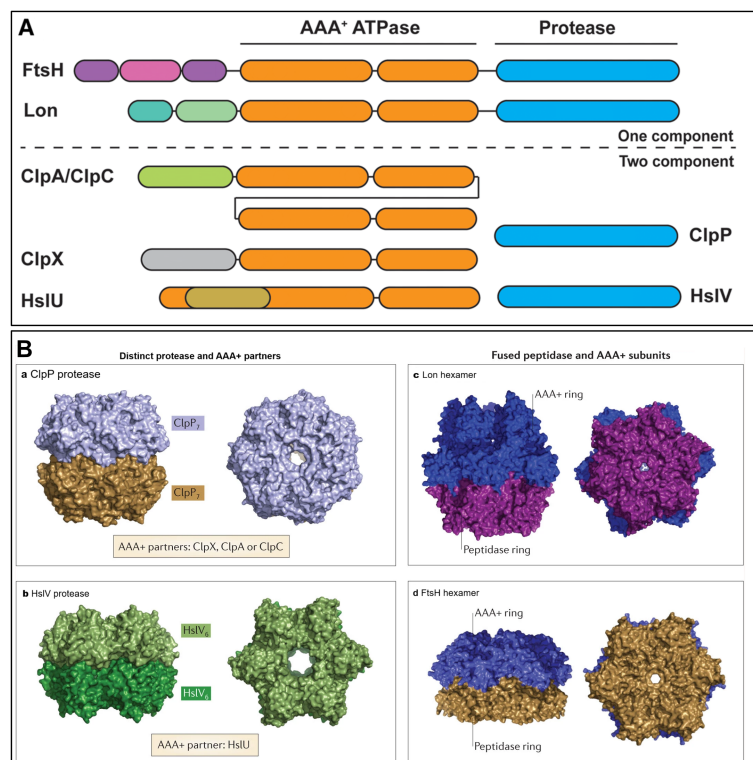 A
AAA+ ATPase
Protease
FtsH
Lon
One component
Two component
ClpA/ClpC
ClpP
ClpX
HslU
HslV
B
Distinct protease and AAA+ partners
Fused peptidase and AAA+ subunits
a ClpP protease
ClpP₇
ClpP₇
AAA+ partners: ClpX, ClpA or ClpC
c Lon hexamer
AAA+ ring
Peptidase ring
b HslV protease
HslV₆
HslV₆
AAA+ partner: HslU
d FtsH hexamer
AAA+ ring
Peptidase ring